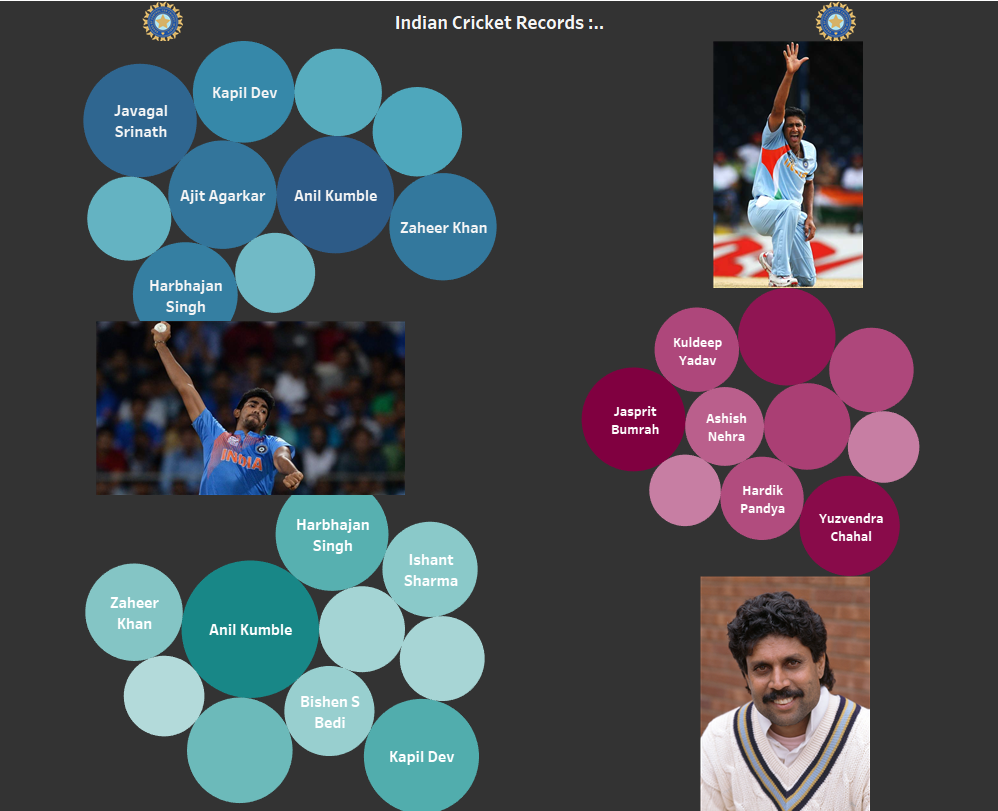 Indian Cricket Records :..
Javagal
Srinath
Kapil Dev
Ajit Agarkar
Anil Kumble
Zaheer Khan
Harbhajan
Singh
INDIA
Kuldeep
Yadav
Jasprit
Bumrah
Ashish
Nehra
Hardik
Pandya
Yuzvendra
Chahal
Harbhajan
Singh
Ishant
Sharma
Zaheer
Khan
Anil Kumble
Bishen S
Bedi
Kapil Dev